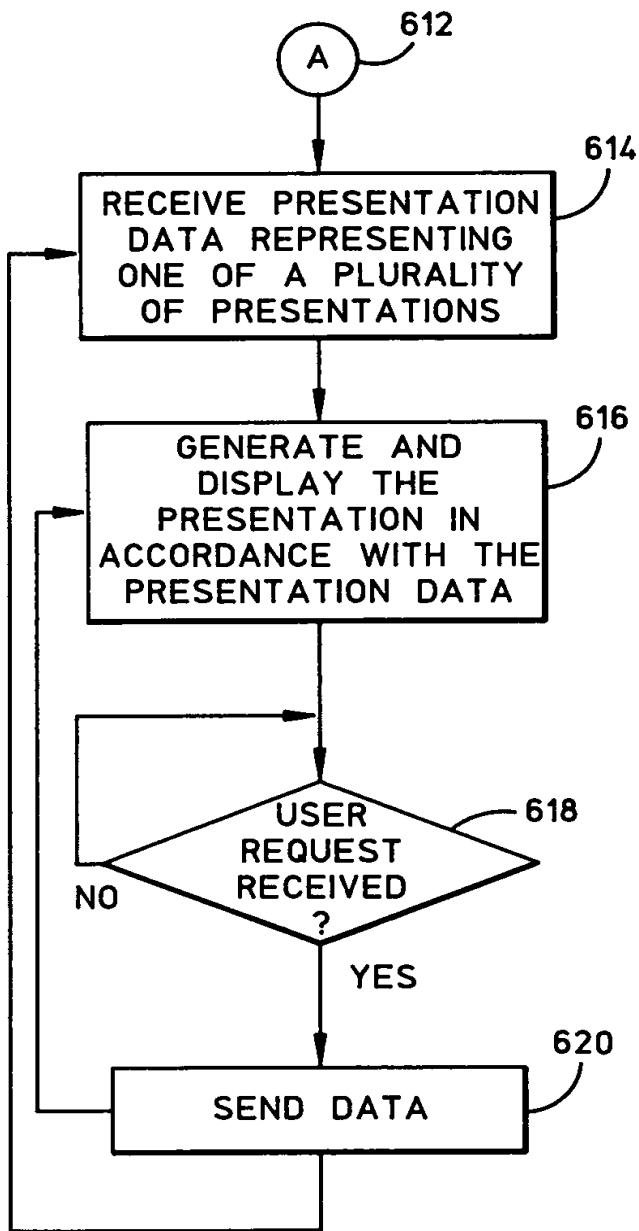 612
A
614
RECEIVE PRESENTATION
DATA REPRESENTING
ONE OF A PLURALITY
OF PRESENTATIONS
616
GENERATE AND
DISPLAY THE
PRESENTATION IN
ACCORDANCE WITH THE
PRESENTATION DATA
618
USER
REQUEST
RECEIVED
?
NO
YES
620
SEND DATA